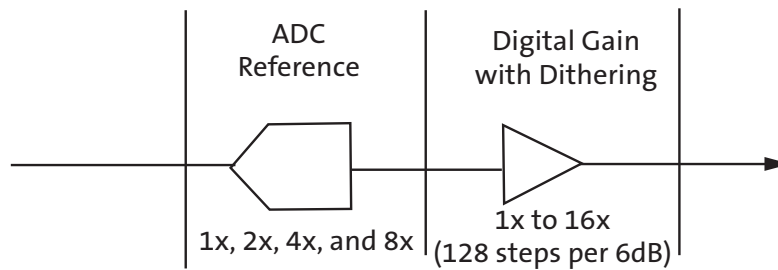 ADC
Reference
Digital Gain
with Dithering
1x, 2x, 4x, and 8x
1x to 16x
(128 steps per 6dB)